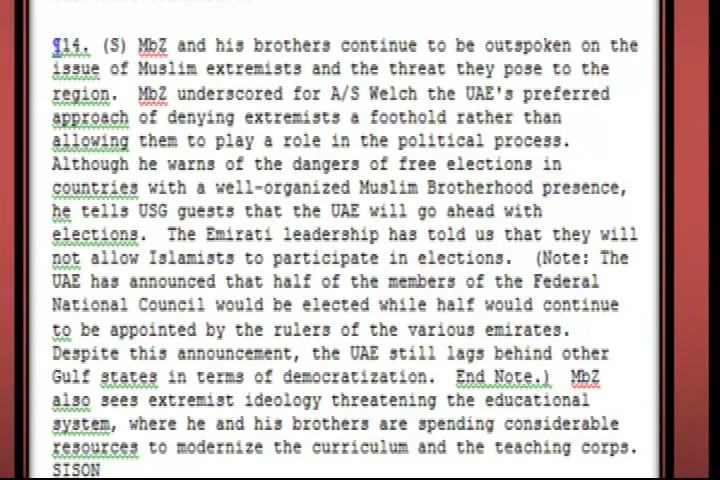 ¶14. (S) MbZ and his brothers continue to be outspoken on the
issue of Muslim extremists and the threat they pose to the
region. MbZ underscored for A/S Welch the UAE's preferred
approach of denying extremists a foothold rather than
allowing them to play a role in the political process.
Although he warns of the dangers of free elections in
countries with a well-organized Muslim Brotherhood presence,
he tells USG guests that the UAE will go ahead with
elections. The Emirati leadership has told us that they will
not allow Islamists to participate in elections. (Note: The
UAE has announced that half of the members of the Federal
National Council would be elected while half would continue
to be appointed by the rulers of the various emirates.
Despite this announcement, the UAE still lags behind other
Gulf states in terms of democratization. End Note.) MbZ
also sees extremist ideology threatening the educational
system, where he and his brothers are spending considerable
resources to modernize the curriculum and the teaching corps.
SISON